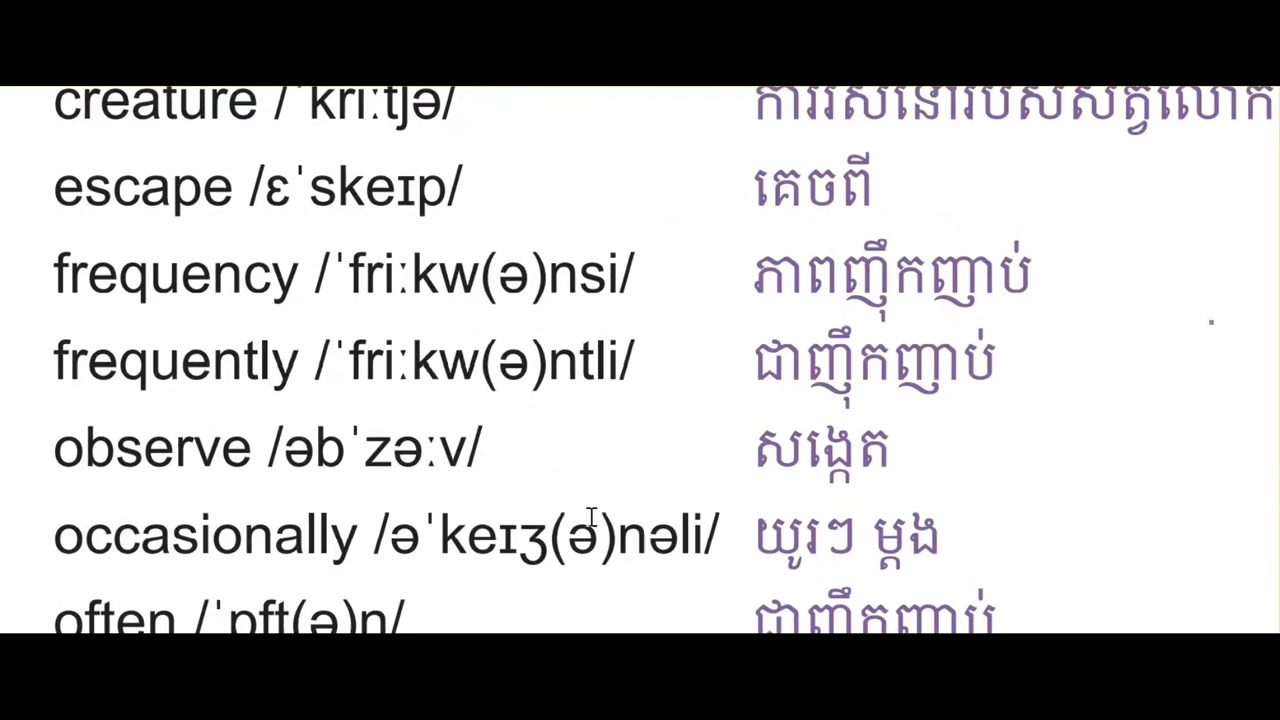 creature /ˈkriːtʃə/ ការរស់នៅរបស់សត្វលោក
escape /ɛˈskeɪp/ គេចពី
frequency /ˈfriːkw(ə)nsi/ ភាពញឹកញាប់
frequently /ˈfriːkw(ə)ntli/ ជាញឹកញាប់
observe /əbˈzəːv/ សង្កេត
occasionally /əˈkeɪʒ(ə)nəli/ យូរៗ ម្ដង
often /ˈɒft(ə)n/ ជាញឹកញាប់